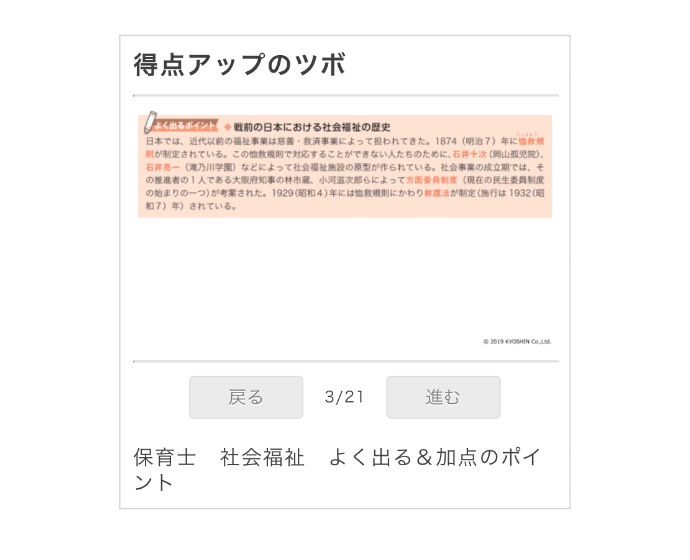 得点アップのツボ
よく出るポイント ◆戦前の日本における社会福祉の歴史
日本では、近代以前の福祉事業は慈善・救済事業によって担われてきた。1874（明治７）年に恤救規
則が制定されている。この恤救規則で対応することができない人たちのために、石井十次（岡山孤児院）、
石井亮一（滝乃川学園）などによって社会福祉施設の原型が作られている。社会事業の成立期では、そ
の推進者の１人である大阪府知事の林市蔵、小河滋次郎らによって方面委員制度（現在の民生委員制度
の始まりの一つ）が考案された。1929（昭和４）年には恤救規則にかわり救護法が制定（施行は1932（昭
和７）年）されている。
© 2019 KYOSHIN Co.,Ltd.
戻る 3/21 進む
保育士　社会福祉　よく出る＆加点のポイ
ント